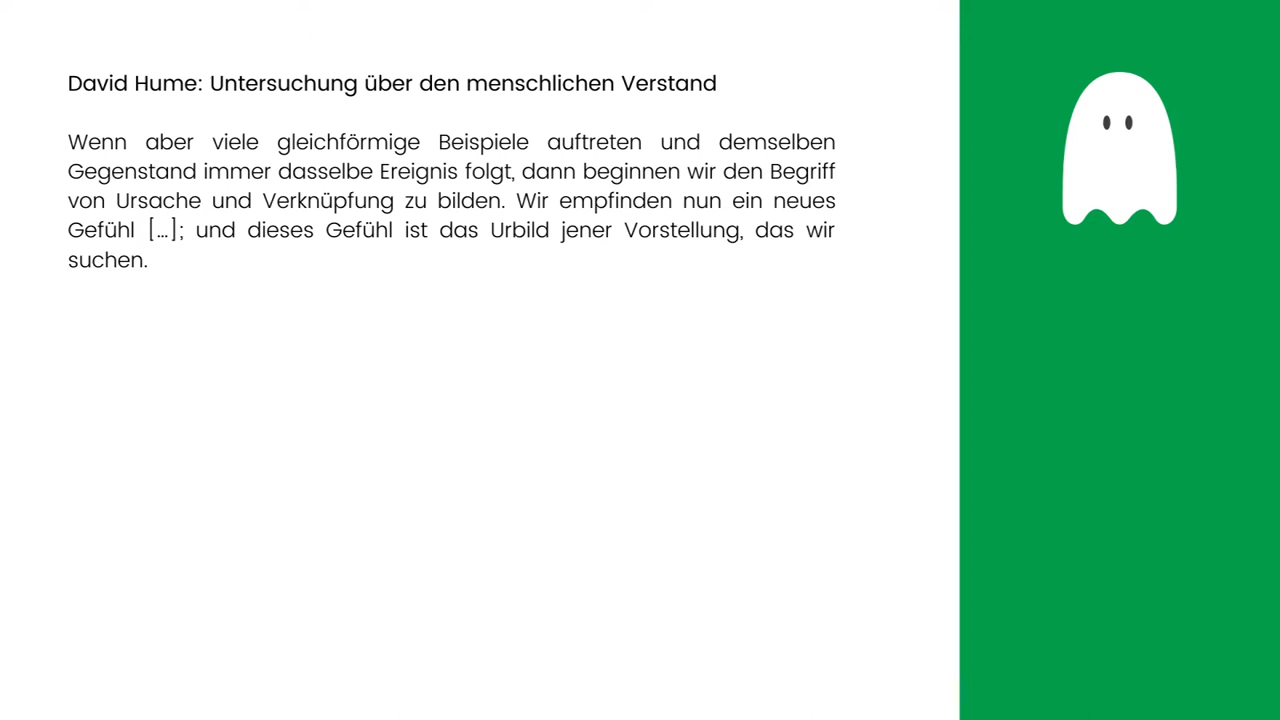 David Hume: Untersuchung über den menschlichen Verstand
Wenn aber viele gleichförmige Beispiele auftreten und demselben
Gegenstand immer dasselbe Ereignis folgt, dann beginnen wir den Begriff
von Ursache und Verknüpfung zu bilden. Wir empfinden nun ein neues
Gefühl […]; und dieses Gefühl ist das Urbild jener Vorstellung, das wir
suchen.